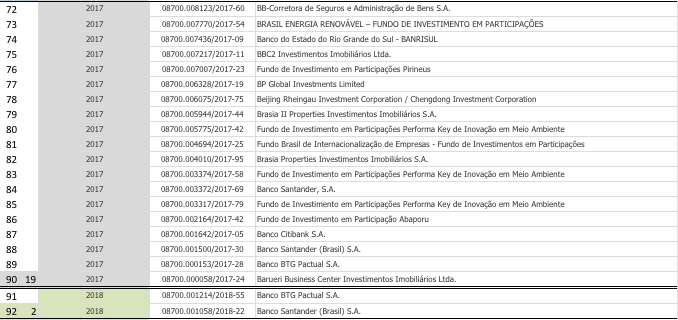 72 2017 08700.008123/2017-60 BB-Corretora de Seguros e Administração de Bens S.A.
73 2017 08700.007770/2017-54 BRASIL ENERGIA RENOVÁVEL – FUNDO DE INVESTIMENTO EM PARTICIPAÇÕES
74 2017 08700.007436/2017-09 Banco do Estado do Rio Grande do Sul - BANRISUL
75 2017 08700.007217/2017-11 BBC2 Investimentos Imobiliários Ltda.
76 2017 08700.007007/2017-23 Fundo de Investimento em Participações Pirineus
77 2017 08700.006328/2017-19 BP Global Investments Limited
78 2017 08700.006075/2017-75 Beijing Rheingau Investment Corporation / Chengdong Investment Corporation
79 2017 08700.005944/2017-44 Brasia II Properties Investimentos Imobiliários S.A.
80 2017 08700.005775/2017-42 Fundo de Investimento em Participações Performa Key de Inovação em Meio Ambiente
81 2017 08700.004694/2017-25 Fundo Brasil de Internacionalização de Empresas - Fundo de Investimentos em Participações
82 2017 08700.004010/2017-95 Brasia Properties Investimentos Imobiliários S.A.
83 2017 08700.003374/2017-58 Fundo de Investimento em Participações Performa Key de Inovação em Meio Ambiente
84 2017 08700.003372/2017-69 Banco Santander, S.A.
85 2017 08700.003317/2017-79 Fundo de Investimento em Participações Performa Key de Inovação em Meio Ambiente
86 2017 08700.002164/2017-42 Fundo de Investimento em Participação Abaporu
87 2017 08700.001642/2017-05 Banco Citibank S.A.
88 2017 08700.001500/2017-30 Banco Santander (Brasil) S.A.
89 2017 08700.000153/2017-28 Banco BTG Pactual S.A.
90 19 2017 08700.000058/2017-24 Barueri Business Center Investimentos Imobiliários Ltda.
91 2018 08700.001214/2018-55 Banco BTG Pactual S.A.
92 2 2018 08700.001058/2018-22 Banco Santander (Brasil) S.A.